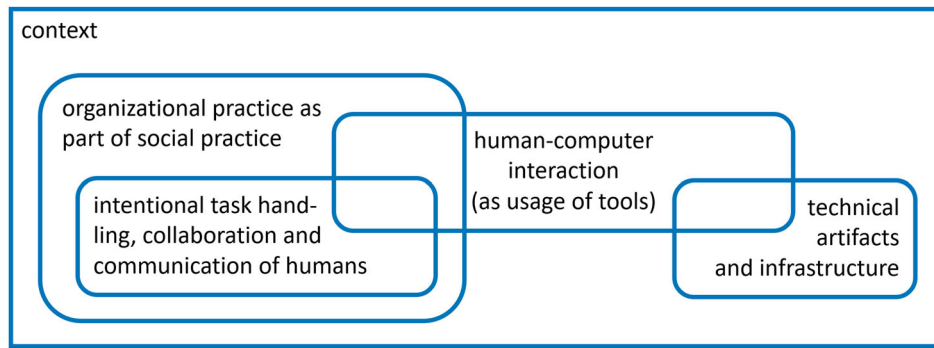 context
organizational practice as
part of social practice
human-computer
interaction
(as usage of tools)
intentional task hand-
ling, collaboration and
communication of humans
technical
artifacts
and infrastructure